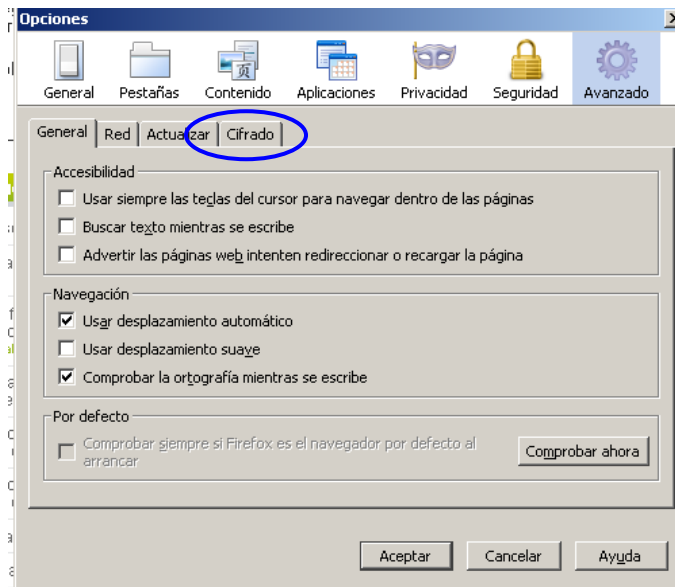 Opciones
General Pestañas Contenido Aplicaciones Privacidad Seguridad Avanzado
General Red Actualizar Cifrado
Accesibilidad
Usar siempre las teclas del cursor para navegar dentro de las páginas
Buscar texto mientras se escribe
Advertir las páginas web intenten redireccionar o recargar la página
Navegación
Usar desplazamiento automático
Usar desplazamiento suave
Comprobar la ortografía mientras se escribe
Por defecto
Comprobar siempre si Firefox es el navegador por defecto al
arrancar
Comprobar ahora
Aceptar Cancelar Ayuda